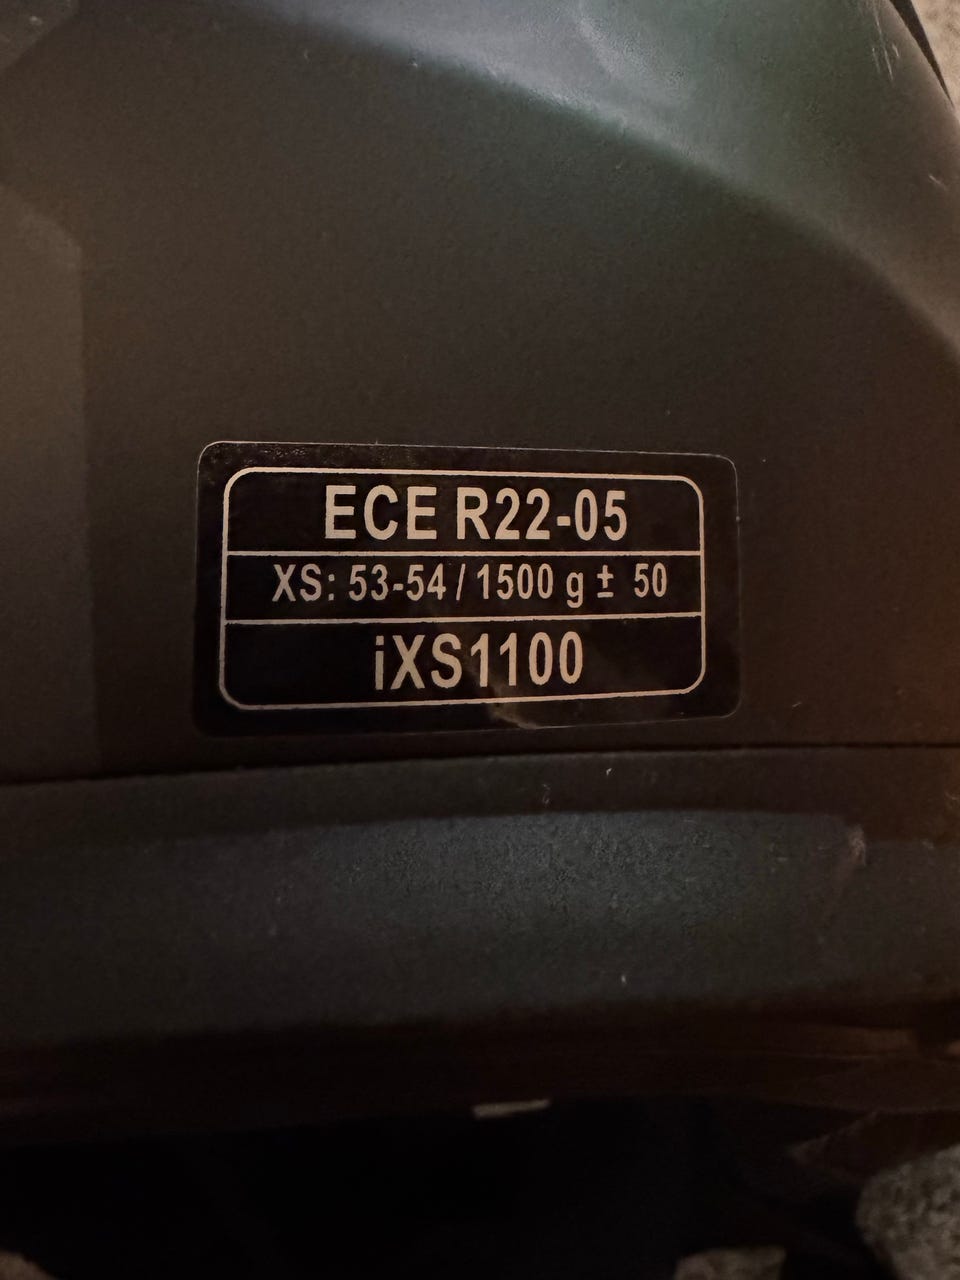 ECE R22-05
XS: 53-54 / 1500 g ± 50
iXS1100